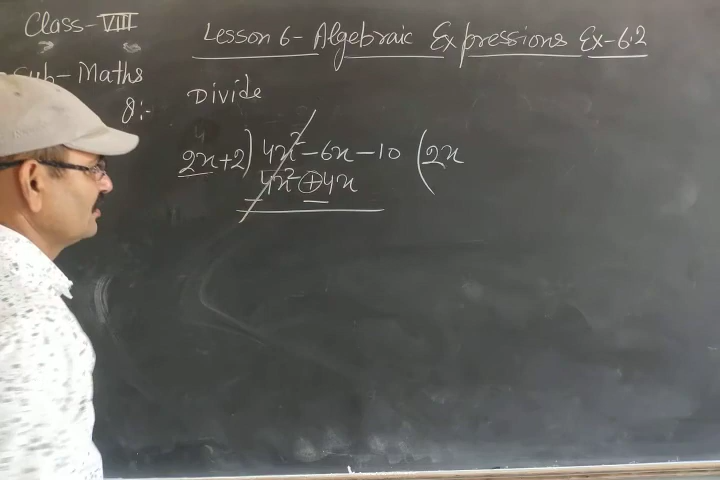 Class-VIII
Lesson 6- Algebraic Expressions Ex-6.2
Sub- Maths
8:-
Divide
2x+2) 4x²-6x-10 (2x
4x²+4x